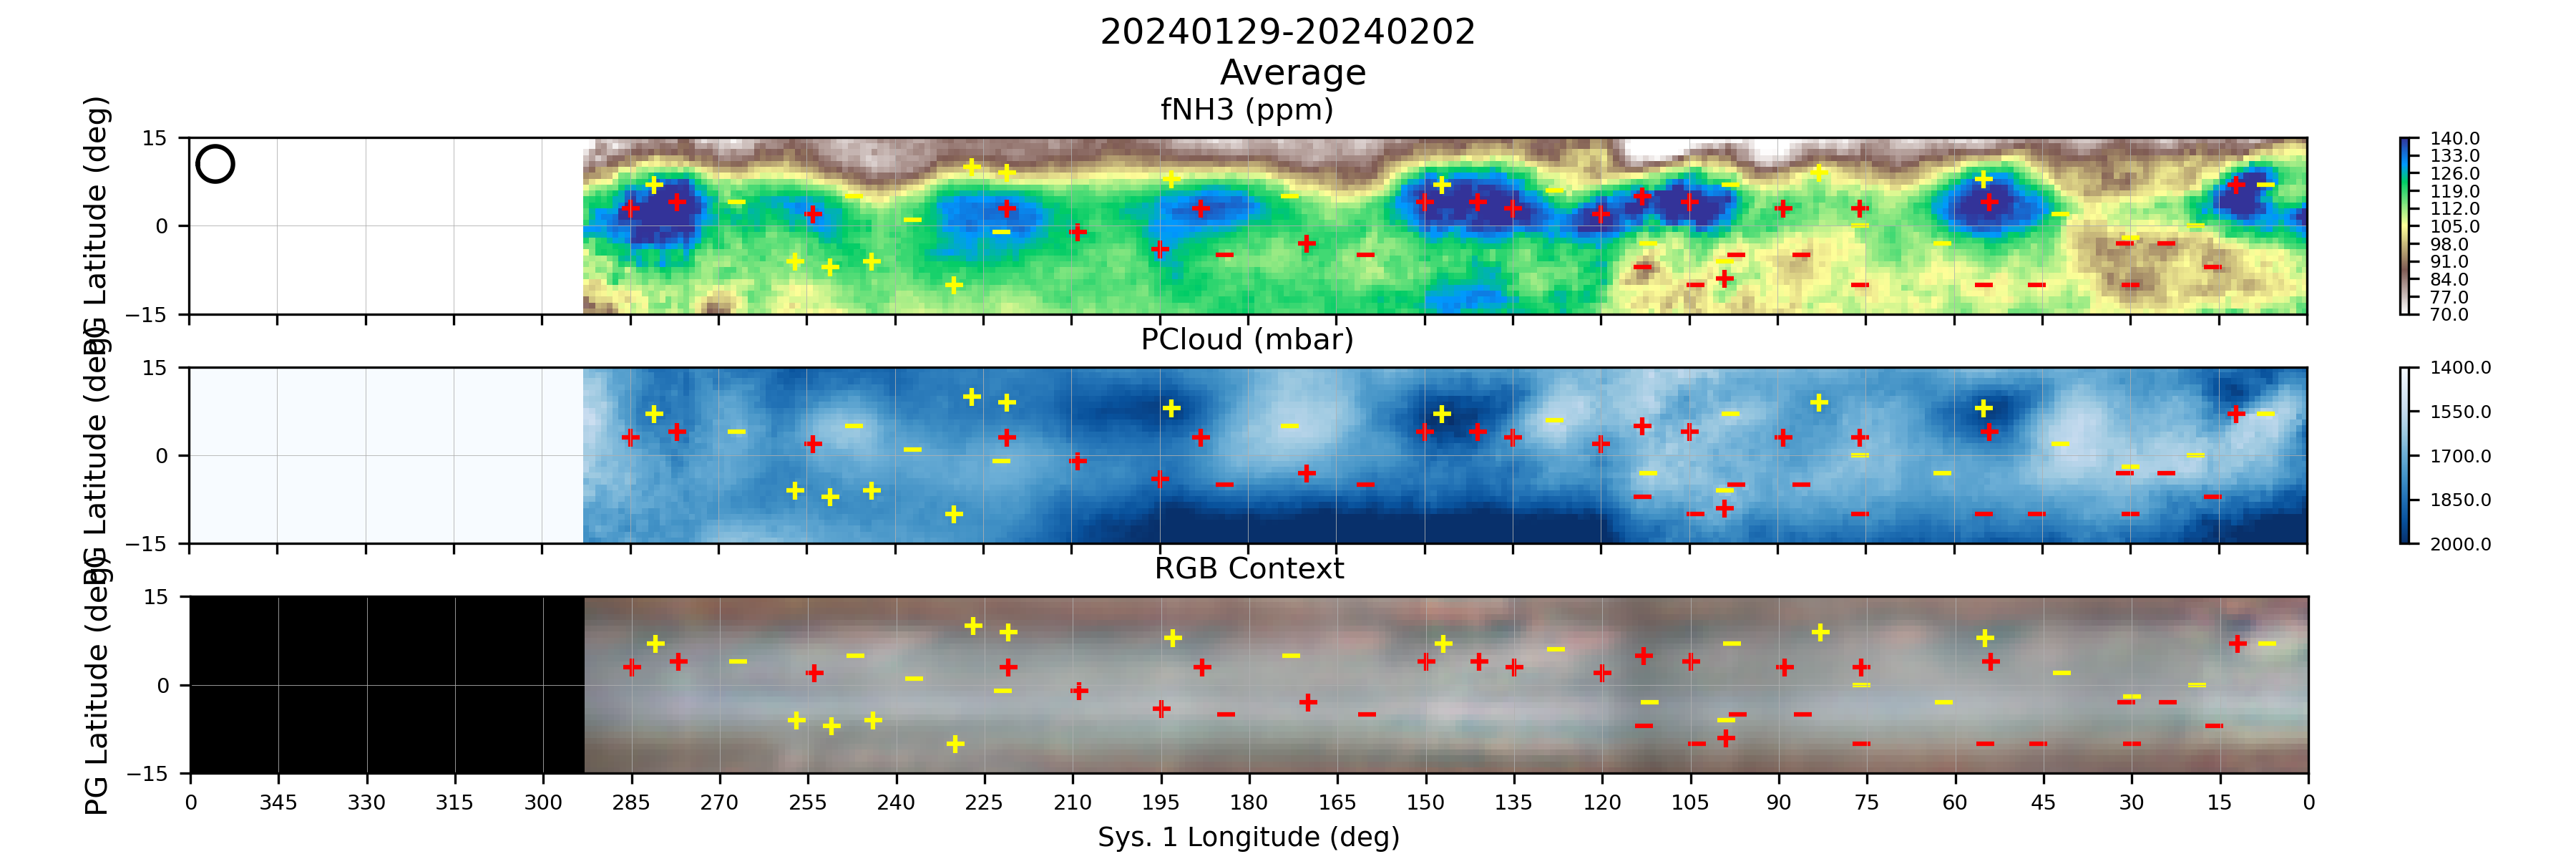 20240129-20240202
Average
fNH3 (ppm)
PG Latitude (deg)
15
0
−15
140.0
133.0
126.0
119.0
112.0
105.0
98.0
91.0
84.0
77.0
70.0
PCloud (mbar)
PG Latitude (deg)
15
0
−15
1400.0
1550.0
1700.0
1850.0
2000.0
RGB Context
PG Latitude (deg)
15
0
−15
0 345 330 315 300 285 270 255 240 225 210 195 180 165 150 135 120 105 90 75 60 45 30 15 0
Sys. 1 Longitude (deg)